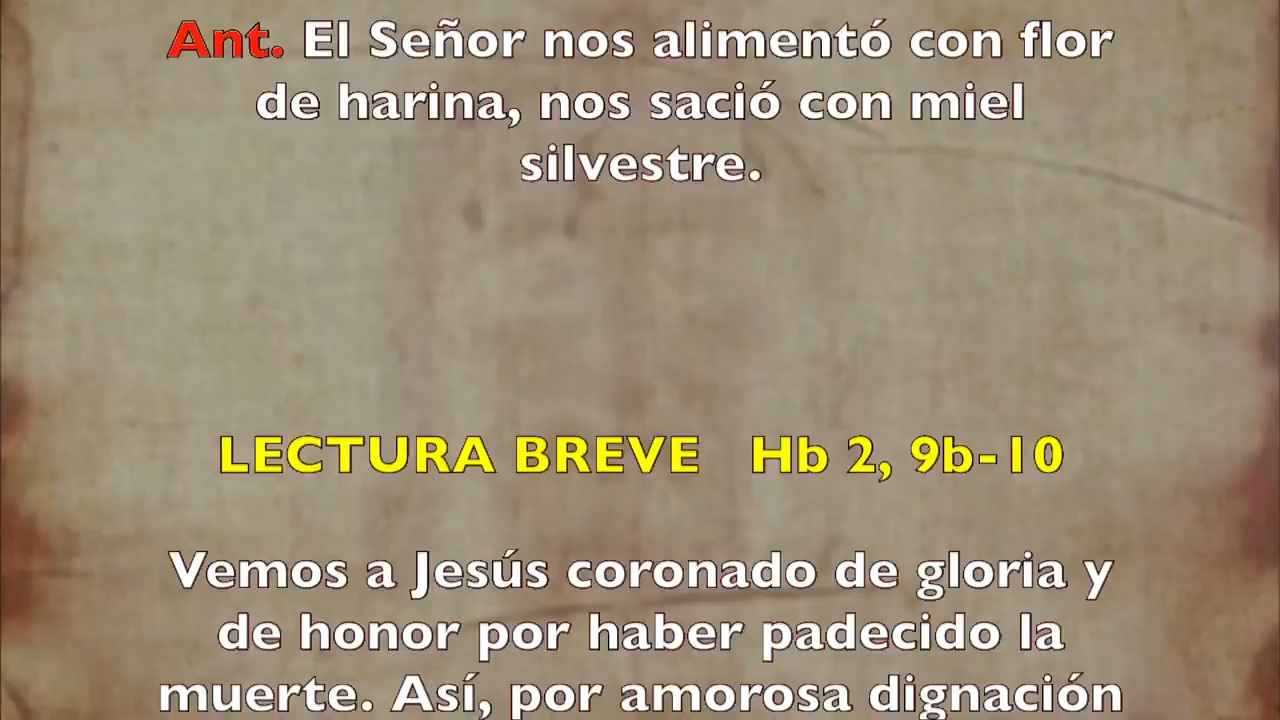 Ant. El Señor nos alimentó con flor
de harina, nos sació con miel
silvestre.
LECTURA BREVE Hb 2, 9b-10
Vemos a Jesús coronado de gloria y
de honor por haber padecido la
muerte. Así, por amorosa dignación